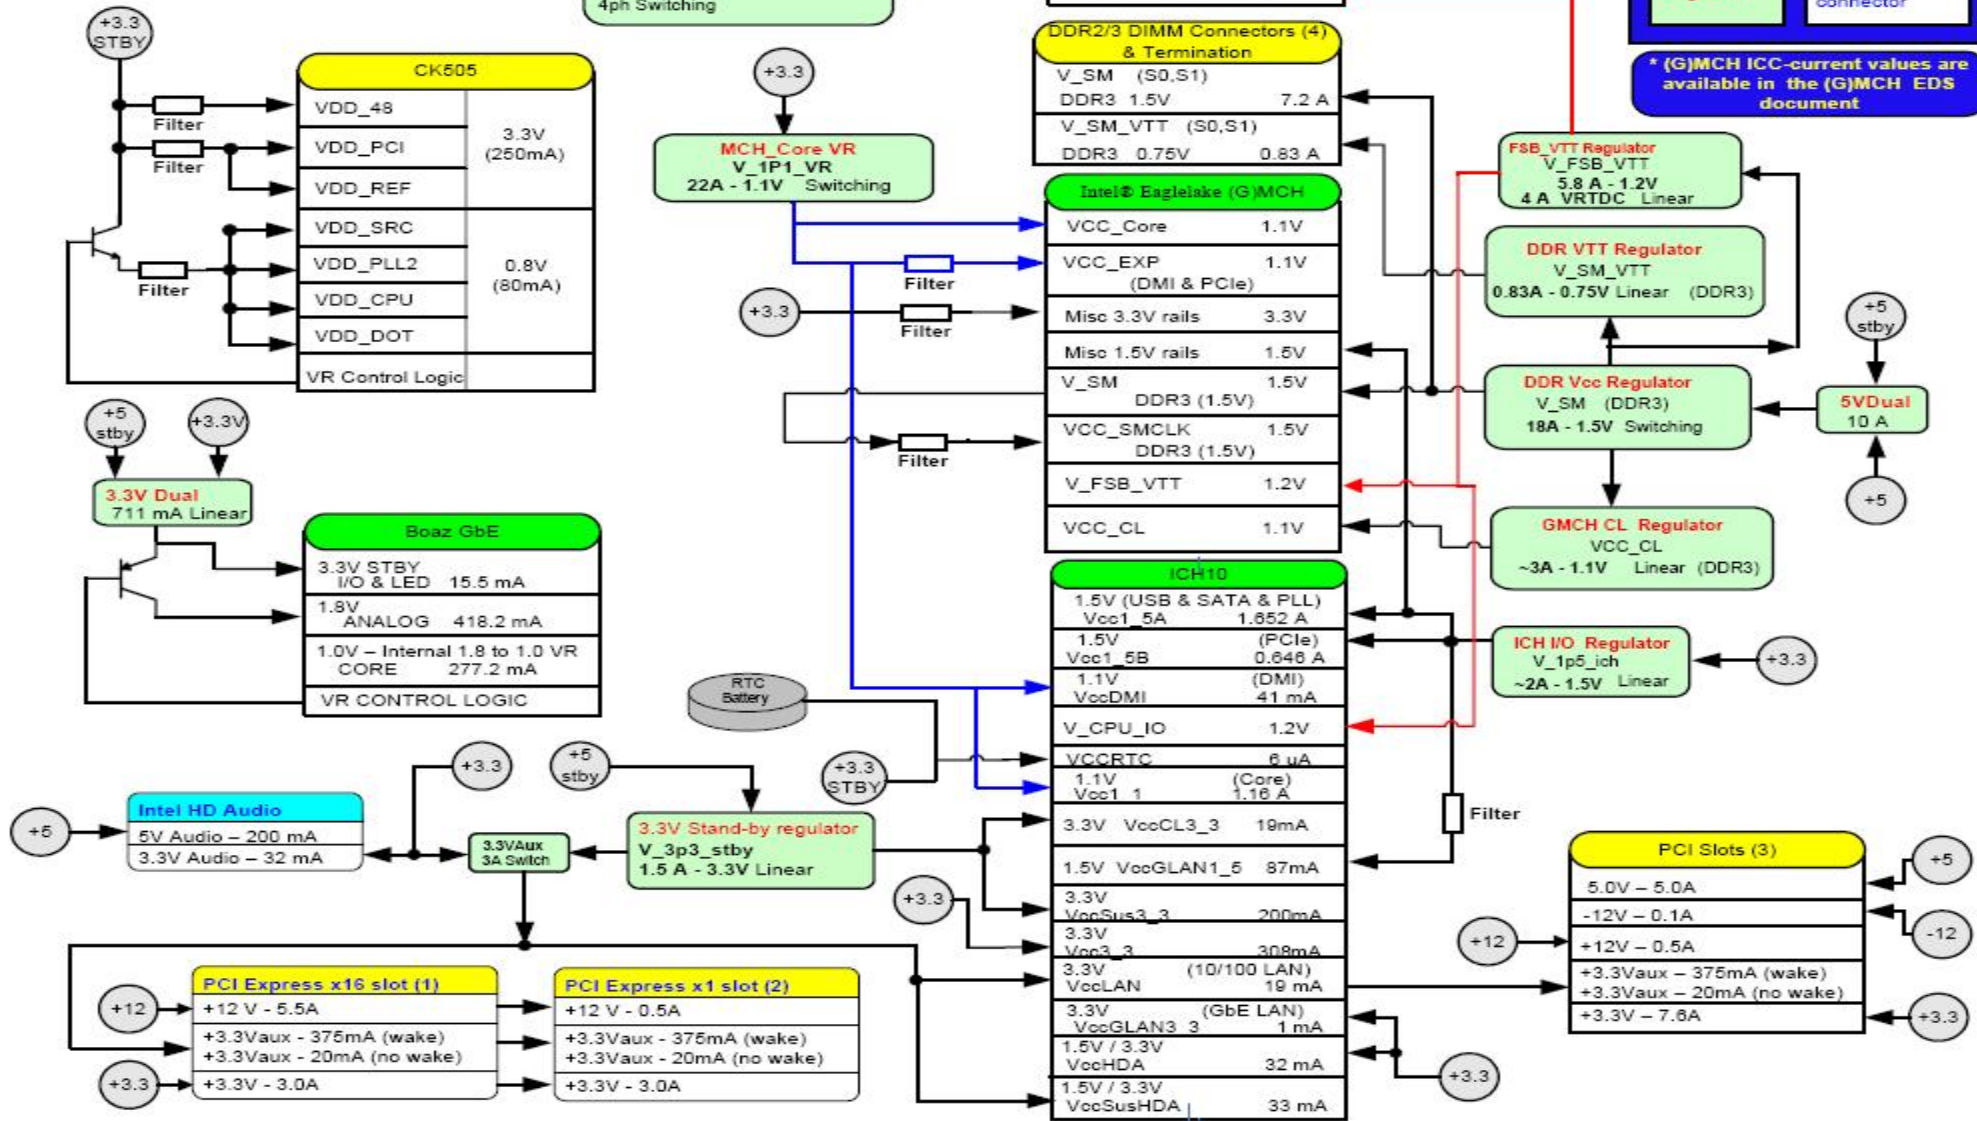 4ph Switching
connector
* (G)MCH ICC-current values are
available in the (G)MCH EDS
document
+3.3
STBY
CK505
VDD_48
VDD_PCI
VDD_REF
3.3V
(250mA)
VDD_SRC
VDD_PLL2
VDD_CPU
VDD_DOT
0.8V
(80mA)
VR Control Logic
Filter
Filter
Filter
+3.3
MCH_Core VR
V_1P1_VR
22A - 1.1V Switching
DDR2/3 DIMM Connectors (4)
& Termination
V_SM (S0,S1)
DDR3 1.5V 7.2 A
V_SM_VTT (S0,S1)
DDR3 0.75V 0.83 A
Intel® Eaglelake (G)MCH
VCC_Core 1.1V
VCC_EXP 1.1V
(DMI & PCIe)
Misc 3.3V rails 3.3V
Misc 1.5V rails 1.5V
V_SM 1.5V
DDR3 (1.5V)
VCC_SMCLK 1.5V
DDR3 (1.5V)
V_FSB_VTT 1.2V
VCC_CL 1.1V
Filter
+3.3
Filter
Filter
FSB_VTT Regulator
V_FSB_VTT
5.8 A - 1.2V
4 A VRTDC Linear
DDR VTT Regulator
V_SM_VTT
0.83A - 0.75V Linear (DDR3)
DDR Vcc Regulator
V_SM (DDR3)
18A - 1.5V Switching
+5
stby
5VDual
10 A
+5
GMCH CL Regulator
VCC_CL
~3A - 1.1V Linear (DDR3)
ICH I/O Regulator
V_1p5_ich
~2A - 1.5V Linear
+3.3
+5
stby
+3.3V
3.3V Dual
711 mA Linear
Boaz GbE
3.3V STBY
I/O & LED 15.5 mA
1.8V
ANALOG 418.2 mA
1.0V – Internal 1.8 to 1.0 VR
CORE 277.2 mA
VR CONTROL LOGIC
ICH10
1.5V (USB & SATA & PLL)
Vcc1_5A 1.652 A
1.5V (PCIe)
Vcc1_5B 0.646 A
1.1V (DMI)
VccDMI 41 mA
V_CPU_IO 1.2V
VCCRTC 6 uA
1.1V (Core)
Vcc1_1 1.16 A
3.3V VccCL3_3 19mA
1.5V VccGLAN1_5 87mA
3.3V
VccSus3_3 200mA
3.3V
Vcc3_3 308mA
3.3V (10/100 LAN)
VccLAN 19 mA
3.3V (GbE LAN)
VccGLAN3_3 1 mA
1.5V / 3.3V
VccHDA 32 mA
1.5V / 3.3V
VccSusHDA 33 mA
RTC
Battery
+3.3
STBY
+3.3
+5
stby
+5
Intel HD Audio
5V Audio – 200 mA
3.3V Audio – 32 mA
3.3VAux
3A Switch
3.3V Stand-by regulator
V_3p3_stby
1.5 A - 3.3V Linear
+3.3
Filter
PCI Slots (3)
5.0V – 5.0A
-12V – 0.1A
+12V – 0.5A
+3.3Vaux – 375mA (wake)
+3.3Vaux – 20mA (no wake)
+3.3V – 7.6A
+5
-12
+12
+3.3
+3.3
+12
+3.3
PCI Express x16 slot (1)
+12 V - 5.5A
+3.3Vaux - 375mA (wake)
+3.3Vaux - 20mA (no wake)
+3.3V - 3.0A
PCI Express x1 slot (2)
+12 V - 0.5A
+3.3Vaux - 375mA (wake)
+3.3Vaux - 20mA (no wake)
+3.3V - 3.0A